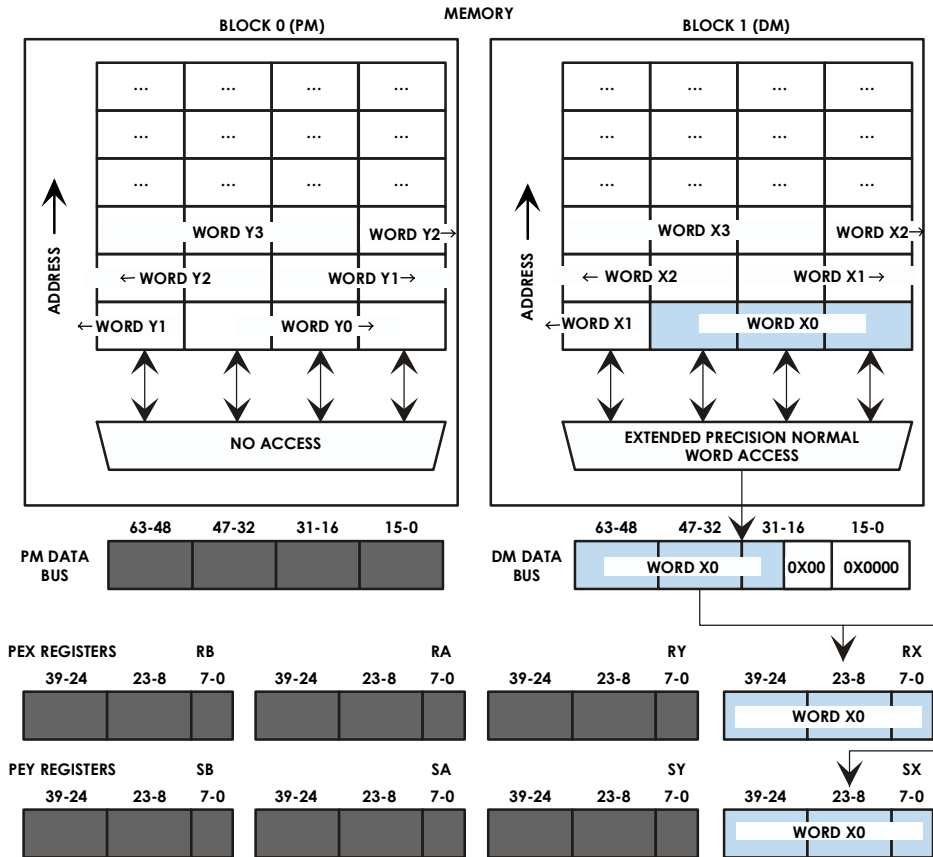 MEMORY
BLOCK 0 (PM) BLOCK 1 (DM)
... ... ... ... ... ... ... ...
... ... ... ... ... ... ... ...
... ... ... ... ... ... ... ...
ADDRESS ADDRESS
WORD Y3 WORD Y2→ WORD X3 WORD X2→
←WORD Y2 WORD Y1→ ←WORD X2 WORD X1→
←WORD Y1 WORD Y0→ ←WORD X1 WORD X0
NO ACCESS EXTENDED PRECISION NORMAL
WORD ACCESS
63-48 47-32 31-16 15-0 63-48 47-32 31-16 15-0
PM DATA DM DATA
BUS BUS
WORD X0 0X00 0X0000
PEX REGISTERS RB RA RY RX
39-24 23-8 7-0 39-24 23-8 7-0 39-24 23-8 7-0 39-24 23-8 7-0
WORD X0
PEY REGISTERS SB SA SY SX
39-24 23-8 7-0 39-24 23-8 7-0 39-24 23-8 7-0 39-24 23-8 7-0
WORD X0